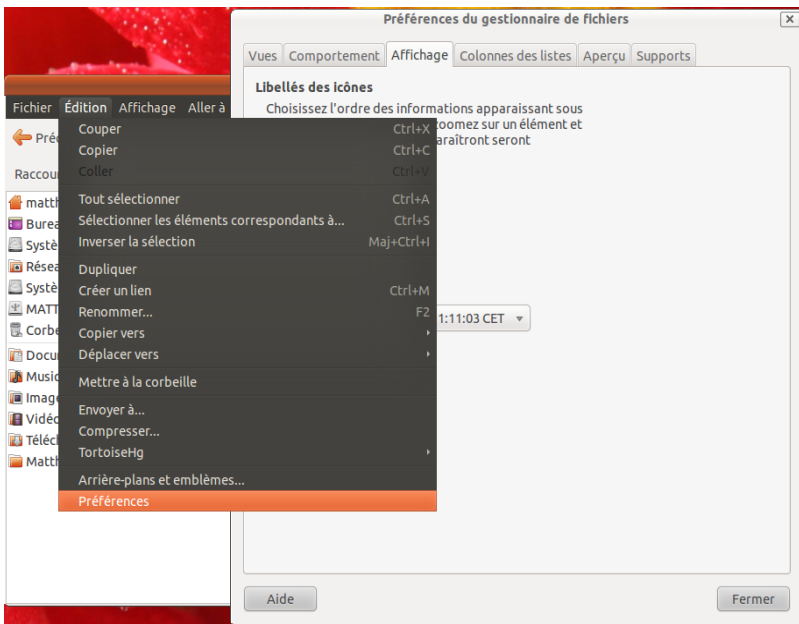 Préférences du gestionnaire de fichiers
Vues Comportement Affichage Colonnes des listes Aperçu Supports
Libellés des icônes
Choisissez l'ordre des informations apparaissant sous
zoomez sur un élément et
araîtront seront
1:11:03 CET
Aide
Fermer
Fichier Édition Affichage Aller à
Préc
Raccou
matth
Burea
Systè
Résea
Systè
MATT
Corbe
Docum
Musiq
Image
Vidéo
Téléch
Matth
Couper Ctrl+X
Copier Ctrl+C
Coller Ctrl+V
Tout sélectionner Ctrl+A
Sélectionner les éléments correspondants à... Ctrl+S
Inverser la sélection Maj+Ctrl+I
Dupliquer
Créer un lien Ctrl+M
Renommer... F2
Copier vers
Déplacer vers
Mettre à la corbeille
Envoyer à...
Compresser...
TortoiseHg
Arrière-plans et emblèmes...
Préférences